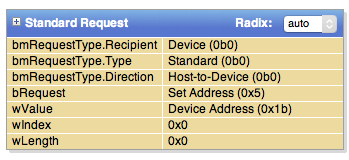 Standard Request Radix: auto
bmRequestType.Recipient Device (0b0)
bmRequestType.Type Standard (0b0)
bmRequestType.Direction Host-to-Device (0b0)
bRequest Set Address (0x5)
wValue Device Address (0x1b)
wIndex 0x0
wLength 0x0